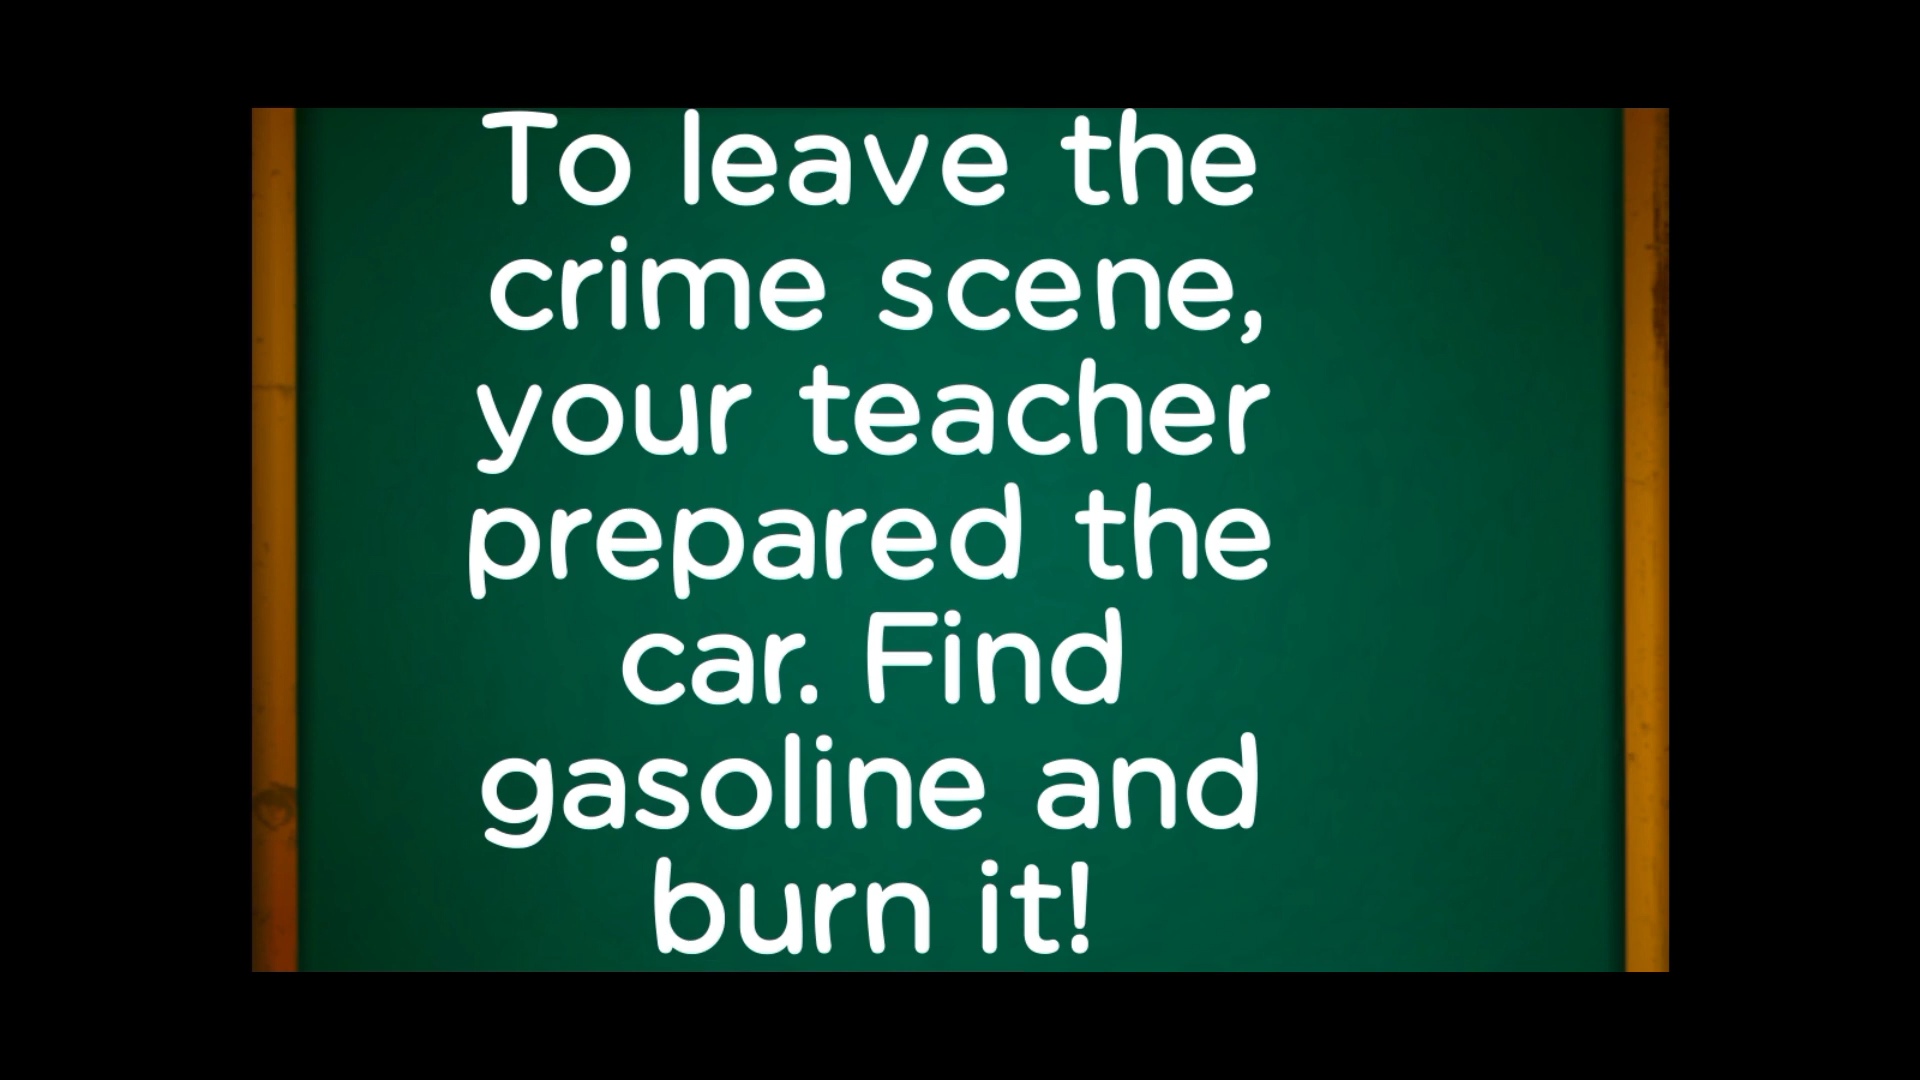 To leave the
crime scene,
your teacher
prepared the
car. Find
gasoline and
burn it!